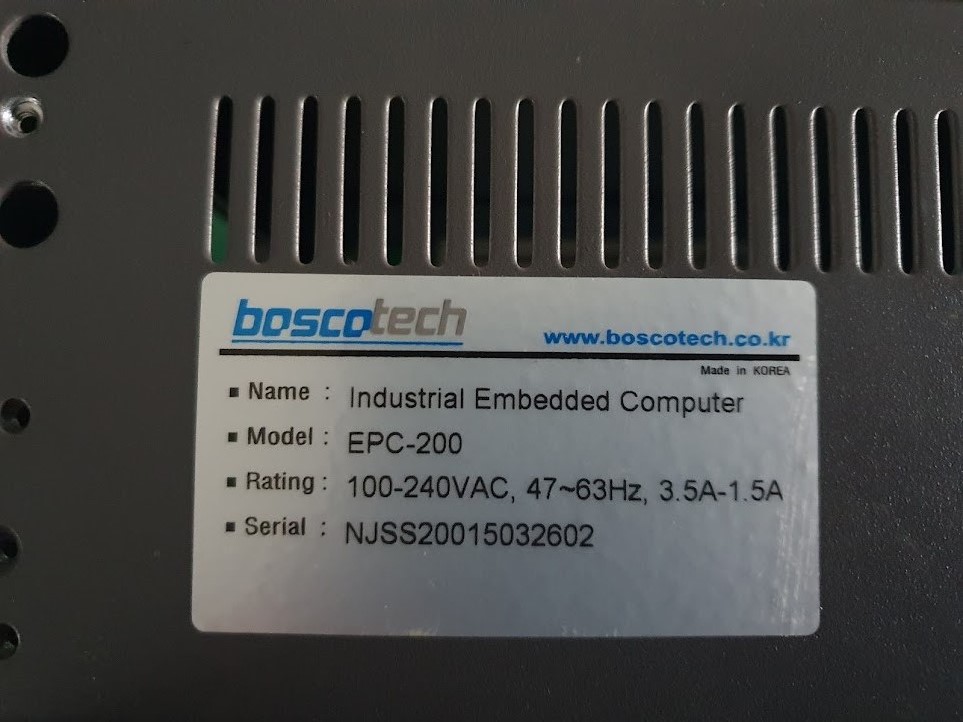 boscotech
www.boscotech.co.kr
Made in KOREA
▪ Name : Industrial Embedded Computer
▪ Model : EPC-200
▪ Rating : 100-240VAC, 47~63Hz, 3.5A-1.5A
▪ Serial : NJSS20015032602